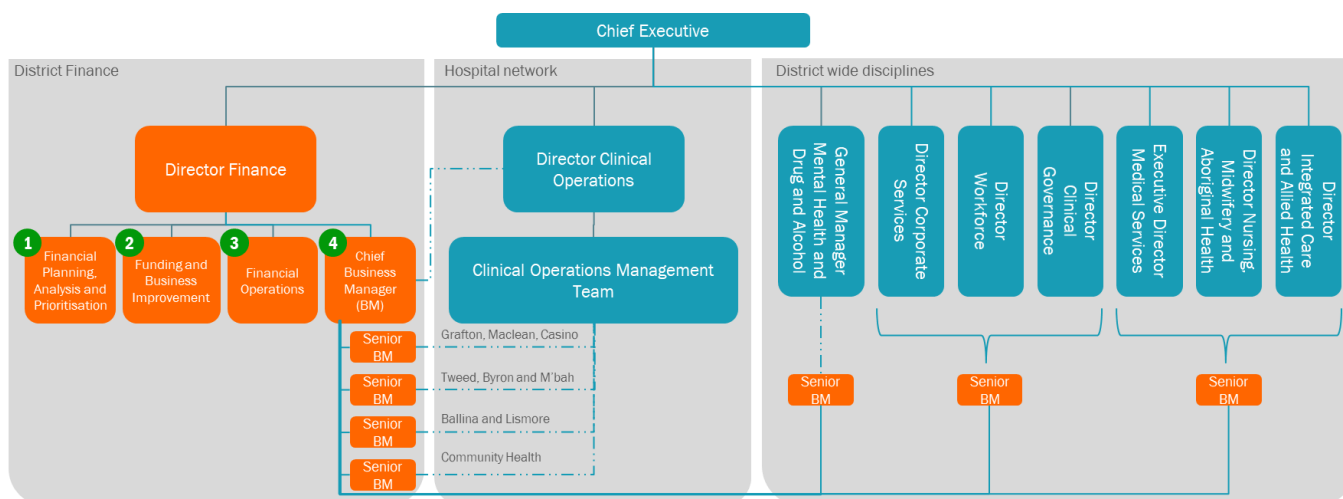 Chief Executive
District Finance
Hospital network
District wide disciplines
Director Finance
Director Clinical
Operations
General Manager
Mental Health and
Drug and Alcohol
Director Corporate
Services
Director
Workforce
Director
Clinical
Governance
Executive Director
Medical Services
Director Nursing,
Midwifery and
Aboriginal Health
Director
Integrated Care
and Allied Health
1
Financial
Planning,
Analysis and
Prioritisation
2
Funding and
Business
Improvement
3
Financial
Operations
4
Chief
Business
Manager
(BM)
Clinical Operations Management
Team
Senior
BM
Grafton, Maclean, Casino
Senior
BM
Tweed, Byron and M'bah
Senior
BM
Ballina and Lismore
Senior
BM
Community Health
Senior
BM
Senior
BM
Senior
BM